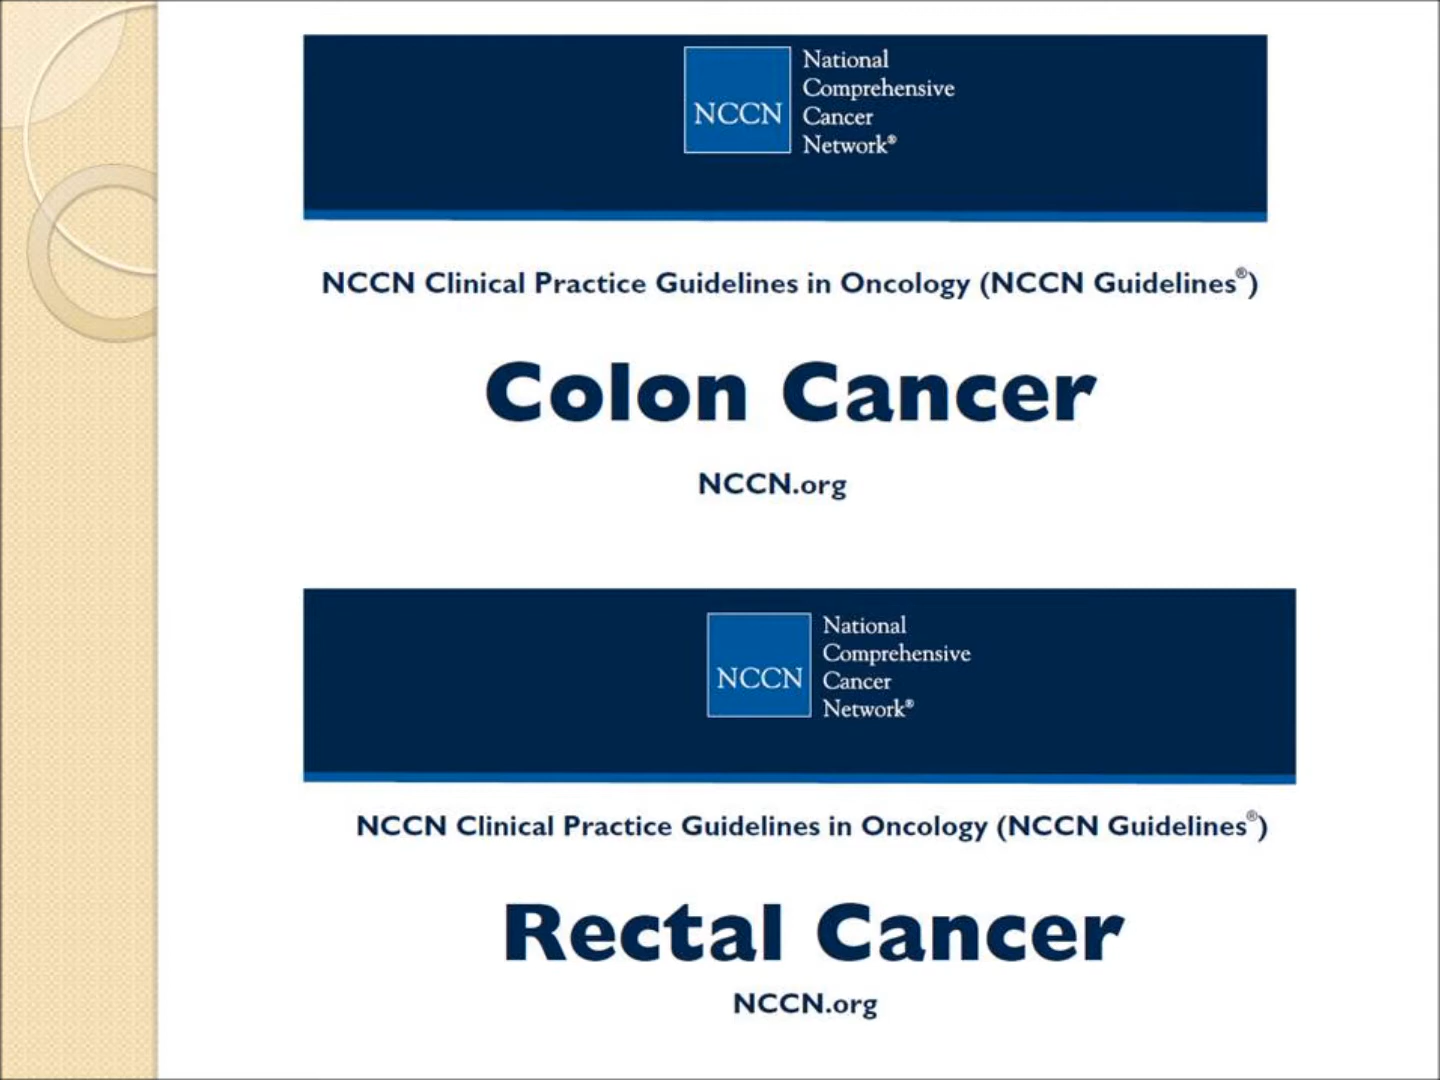 NCCN
National
Comprehensive
Cancer
Network®
NCCN Clinical Practice Guidelines in Oncology (NCCN Guidelines®)
Colon Cancer
NCCN.org
NCCN
National
Comprehensive
Cancer
Network®
NCCN Clinical Practice Guidelines in Oncology (NCCN Guidelines®)
Rectal Cancer
NCCN.org